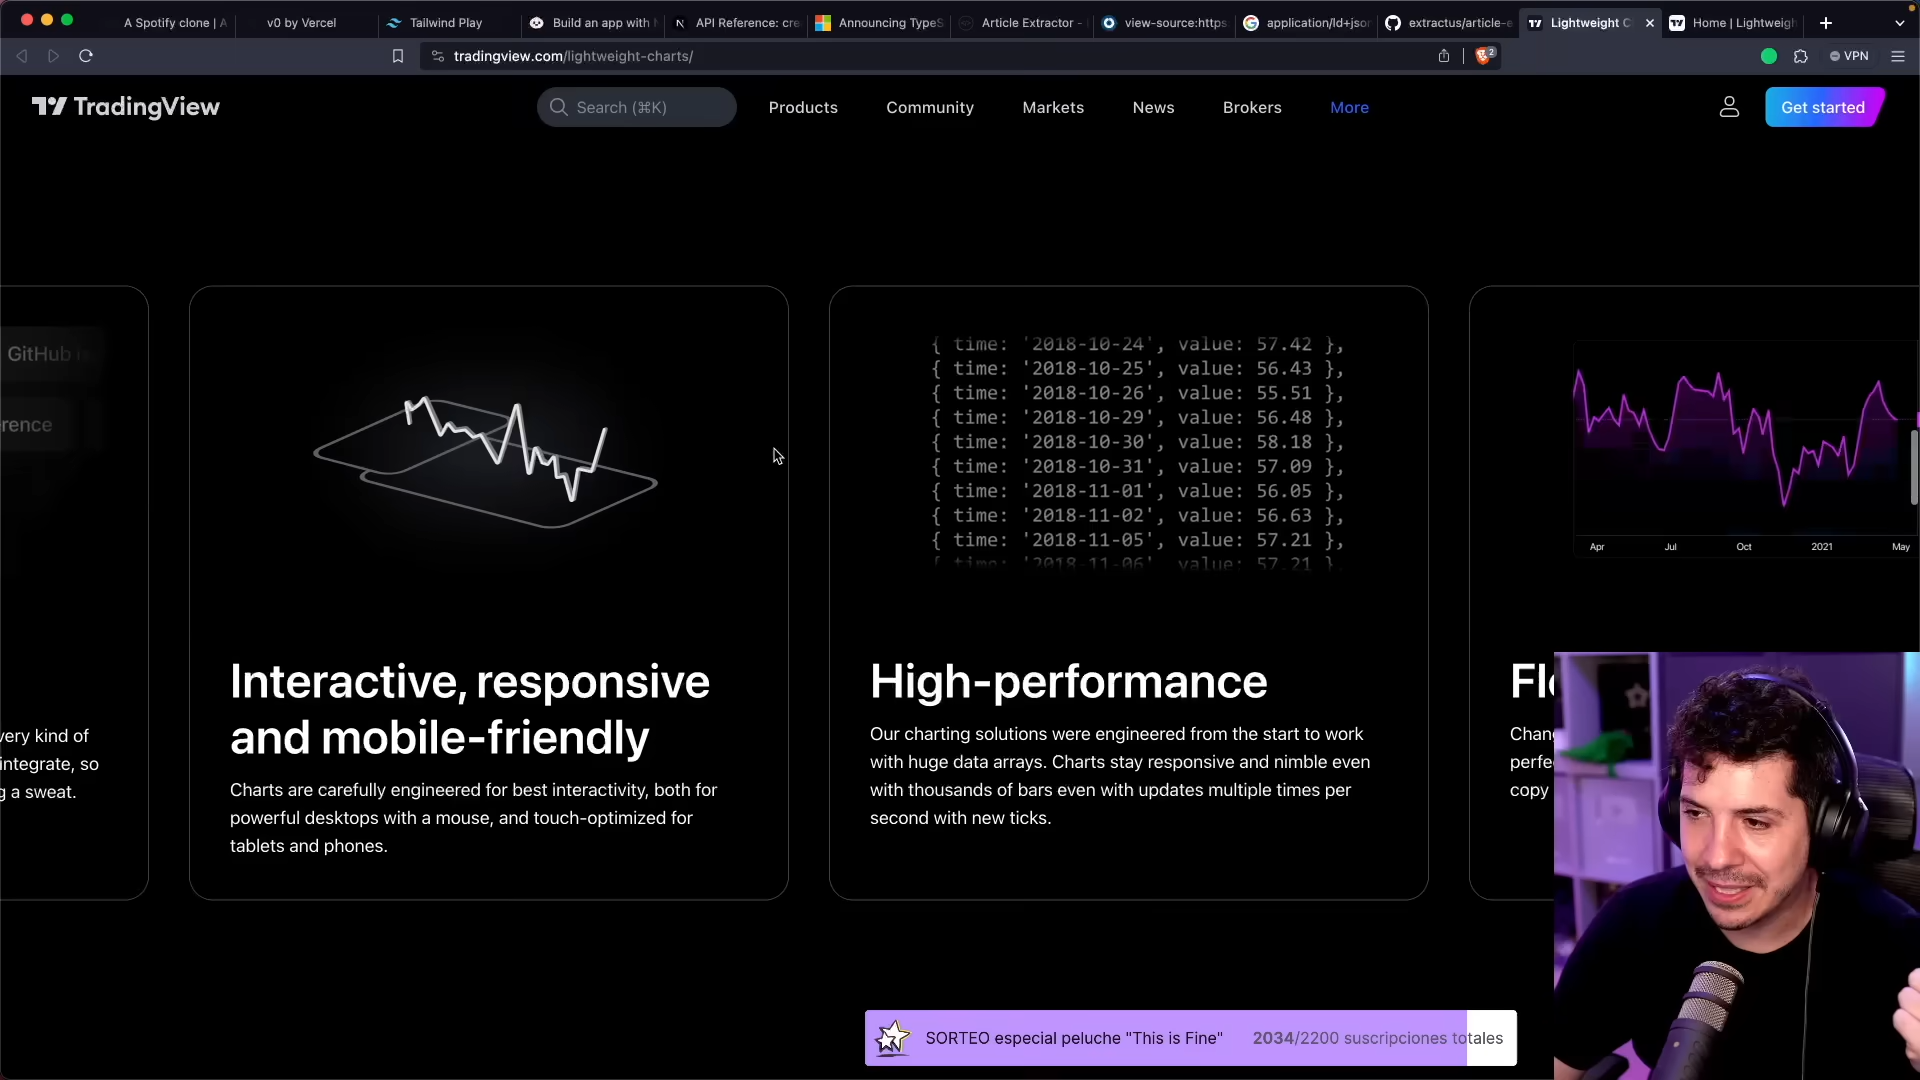 A Spotify clone | A
v0 by Vercel
Tailwind Play
Build an app with
API Reference: cre
Announcing TypeS
Article Extractor -
view-source:https
application/ld+jso
extractus/article-e
Lightweight C
Home | Lightweigh
tradingview.com/lightweight-charts/
2
VPN
TradingView
Search (⌘K)
Products
Community
Markets
News
Brokers
More
Get started
GitHub
rence
very kind of
integrate, so
g a sweat.
Interactive, responsive
and mobile-friendly
Charts are carefully engineered for best interactivity, both for
powerful desktops with a mouse, and touch-optimized for
tablets and phones.
{ time: '2018-10-24', value: 57.42 },
{ time: '2018-10-25', value: 56.43 },
{ time: '2018-10-26', value: 55.51 },
{ time: '2018-10-29', value: 56.48 },
{ time: '2018-10-30', value: 58.18 },
{ time: '2018-10-31', value: 57.09 },
{ time: '2018-11-01', value: 56.05 },
{ time: '2018-11-02', value: 56.63 },
{ time: '2018-11-05', value: 57.21 },
{ time: '2018-11-06', value: 57.21 },
High-performance
Our charting solutions were engineered from the start to work
with huge data arrays. Charts stay responsive and nimble even
with thousands of bars even with updates multiple times per
second with new ticks.
Apr
Jul
Oct
2021
May
Fl
Chan
perfe
copy
SORTEO especial peluche "This is Fine"
2034/2200 suscripciones totales